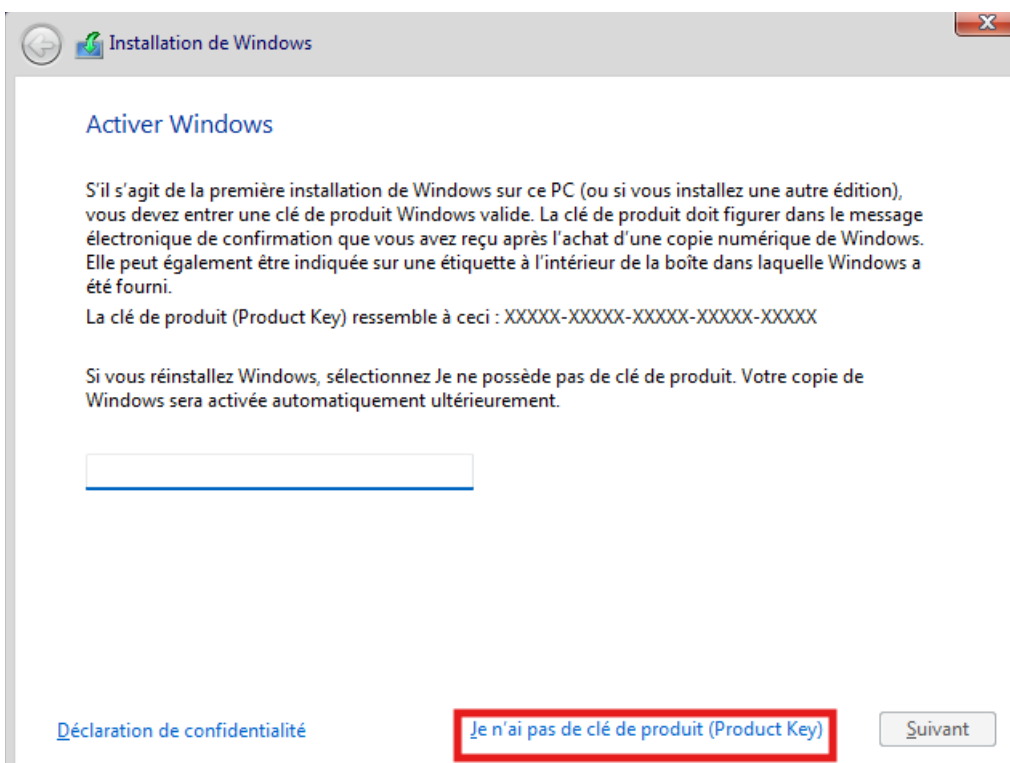 Installation de Windows
Activer Windows
S'il s'agit de la première installation de Windows sur ce PC (ou si vous installez une autre édition),
vous devez entrer une clé de produit Windows valide. La clé de produit doit figurer dans le message
électronique de confirmation que vous avez reçu après l'achat d'une copie numérique de Windows.
Elle peut également être indiquée sur une étiquette à l'intérieur de la boîte dans laquelle Windows a
été fourni.
La clé de produit (Product Key) ressemble à ceci : XXXXX-XXXXX-XXXXX-XXXXX-XXXXX
Si vous réinstallez Windows, sélectionnez Je ne possède pas de clé de produit. Votre copie de
Windows sera activée automatiquement ultérieurement.
Déclaration de confidentialité
Je n'ai pas de clé de produit (Product Key)
Suivant